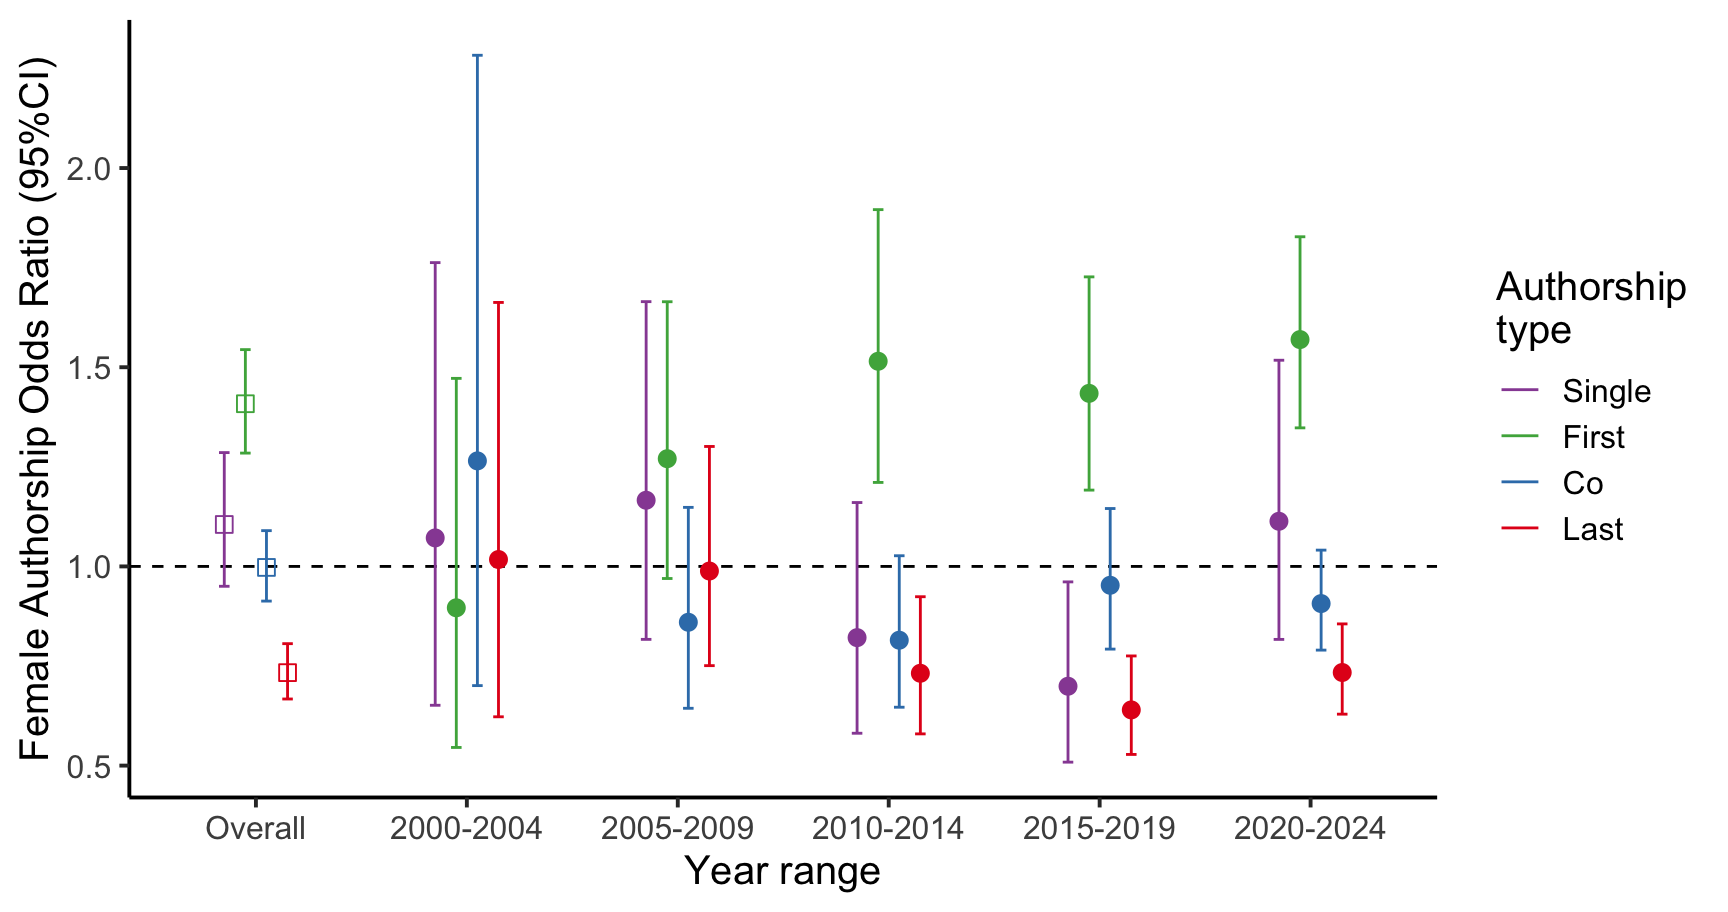 Female Authorship Odds Ratio (95%CI)
2.0
1.5
1.0
0.5
Overall
2000-2004
2005-2009
2010-2014
2015-2019
2020-2024
Year range
Authorship
type
Single
First
Co
Last